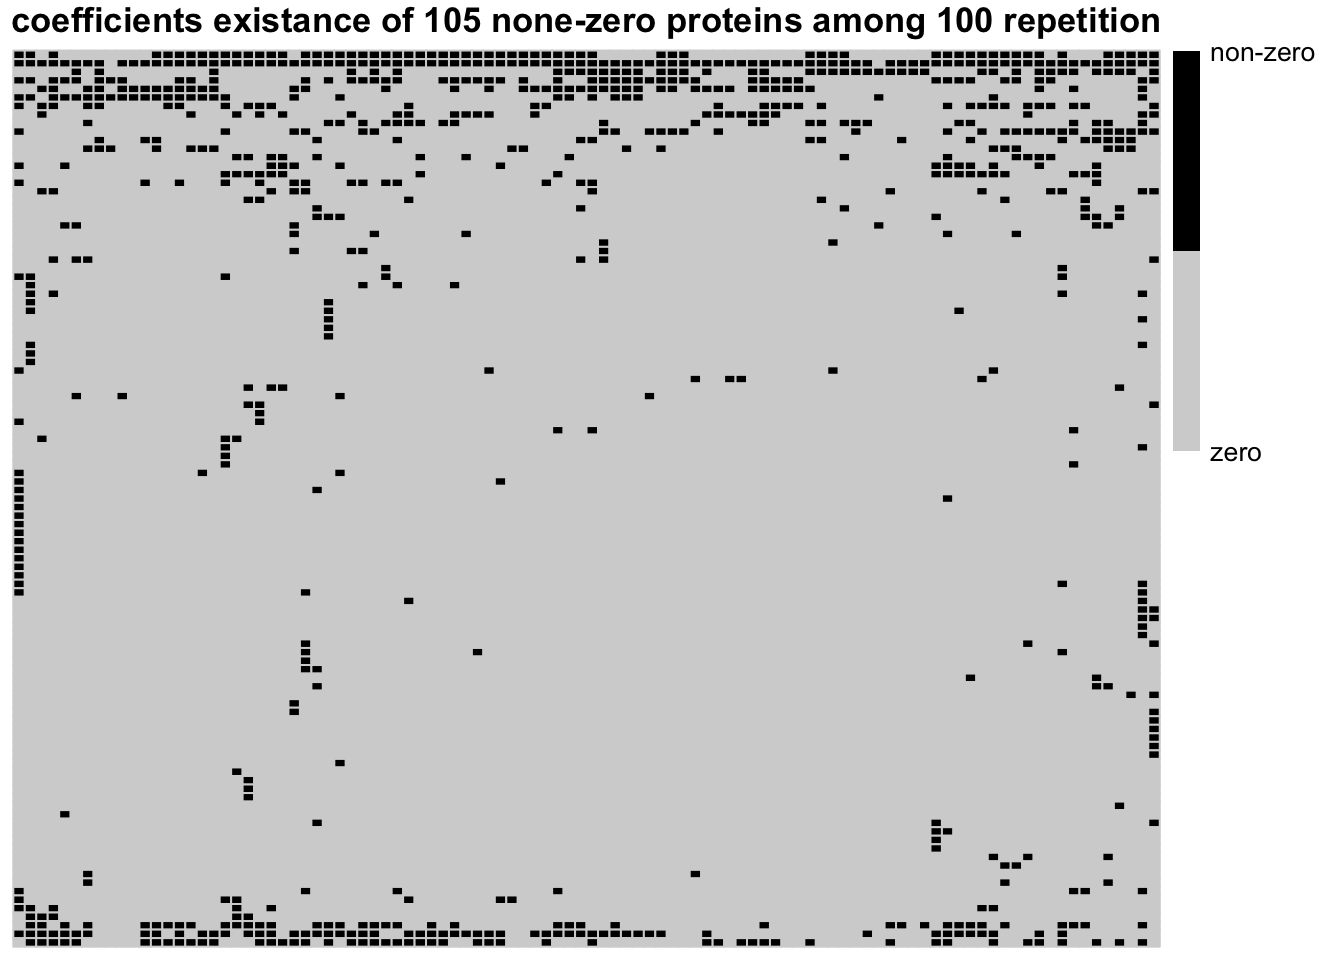 coefficients existance of 105 none-zero proteins among 100 repetition
non-zero
zero